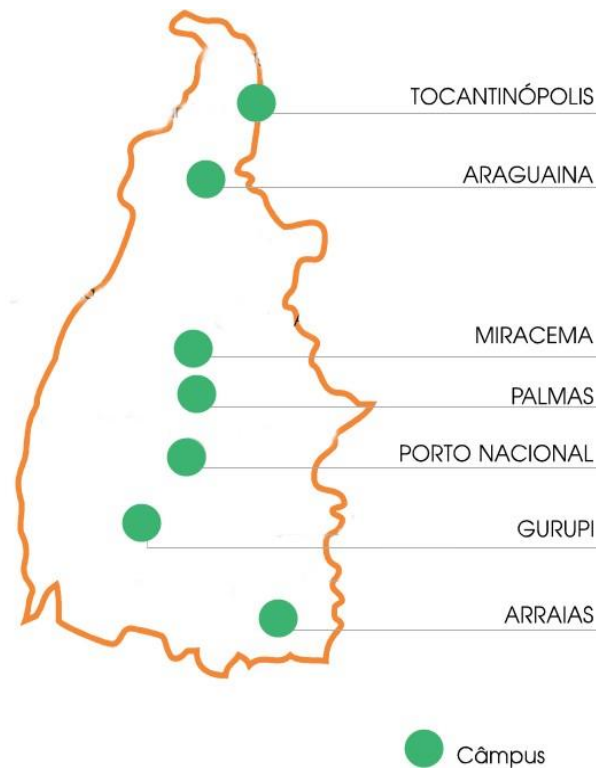 TOCANTINÓPOLIS
ARAGUAINA
MIRACEMA
PALMAS
PORTO NACIONAL
GURUPI
ARRAIAS
Câmpus